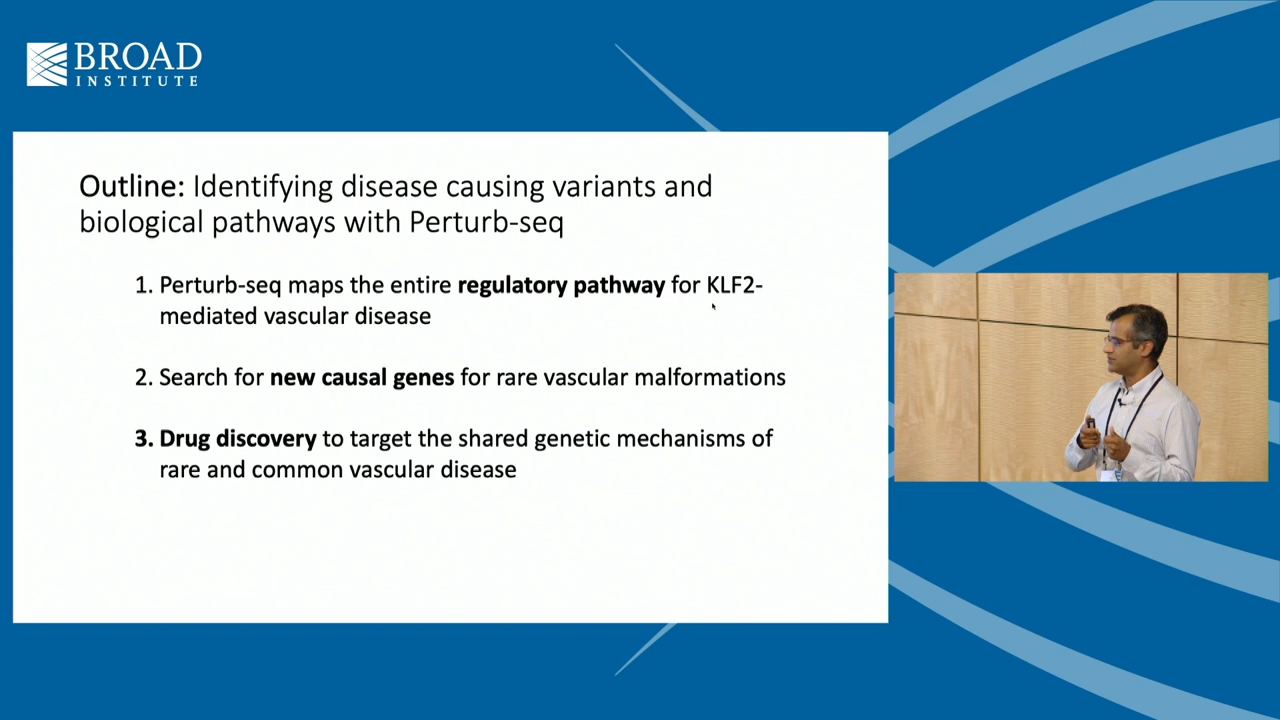 BROAD
INSTITUTE
Outline: Identifying disease causing variants and
biological pathways with Perturb-seq
1. Perturb-seq maps the entire regulatory pathway for KLF2-
mediated vascular disease
2. Search for new causal genes for rare vascular malformations
3. Drug discovery to target the shared genetic mechanisms of
rare and common vascular disease